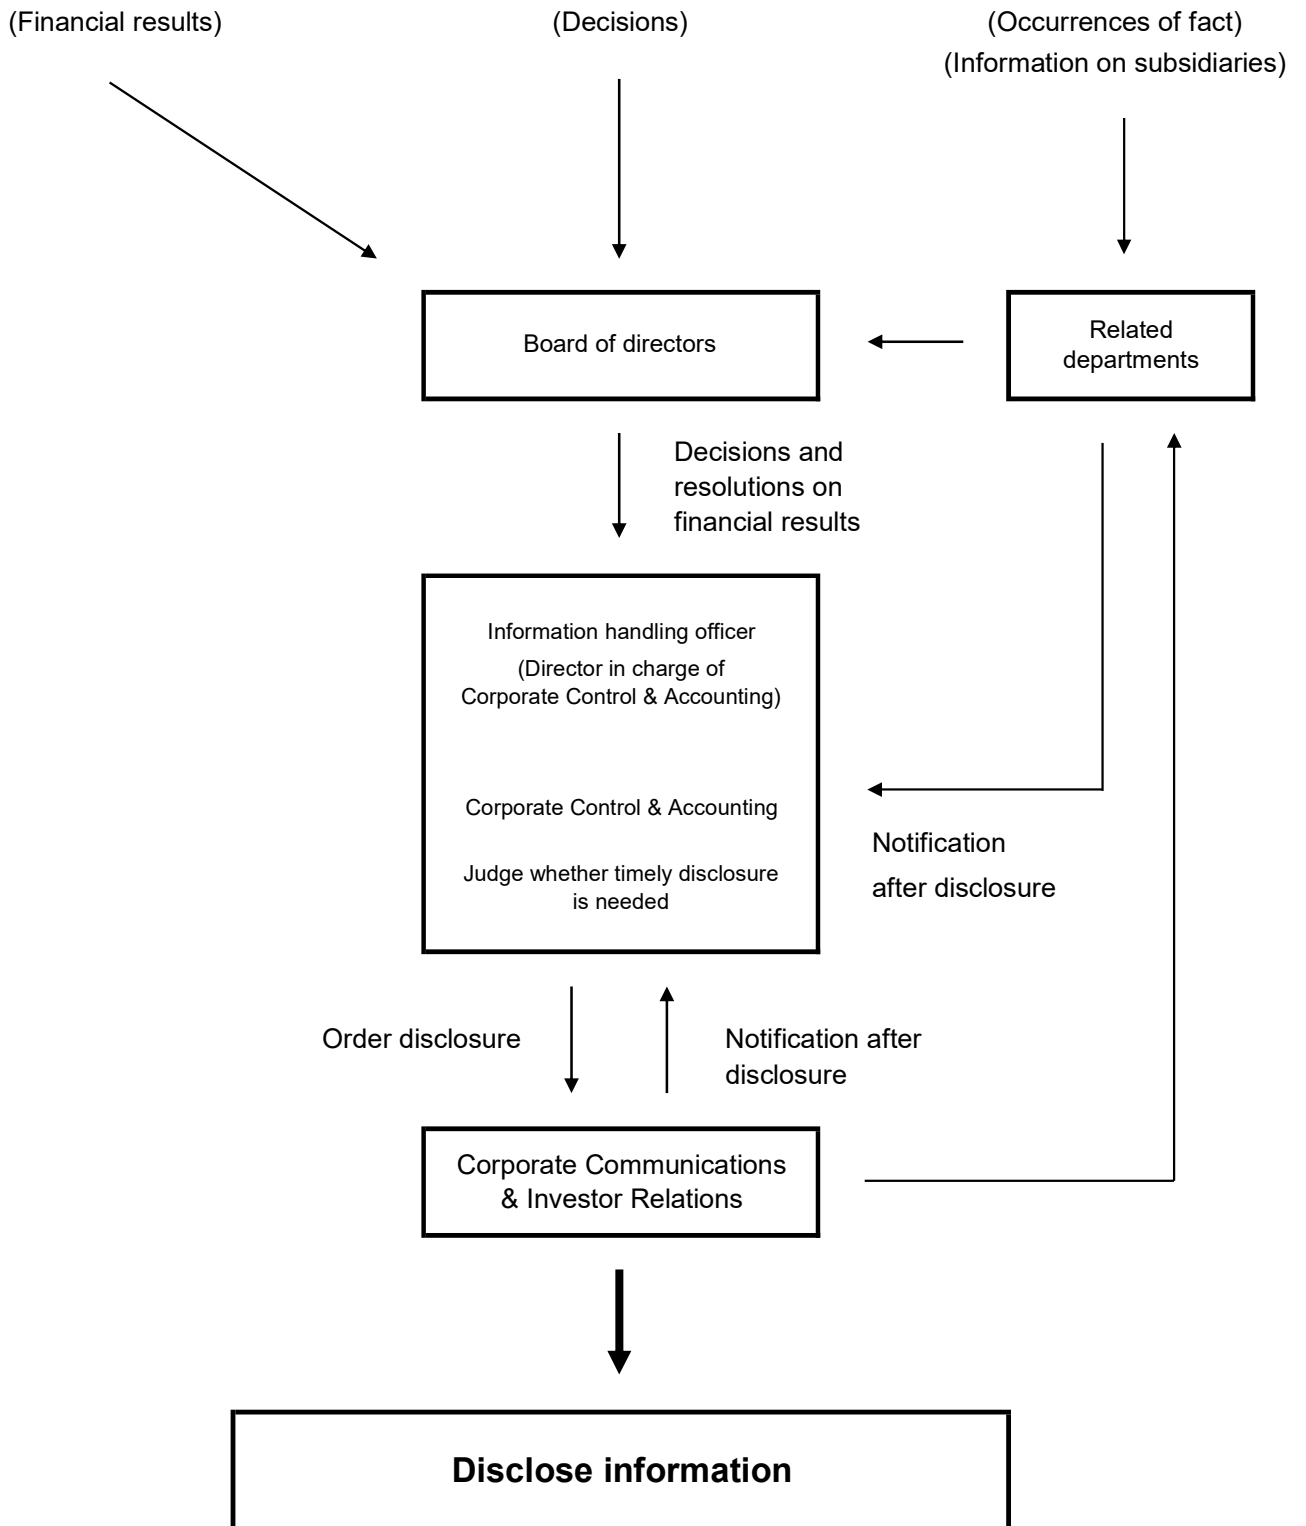 (Financial results)
(Decisions)
(Occurrences of fact)
(Information on subsidiaries)
Board of directors
Related
departments
Decisions and
resolutions on
financial results
Information handling officer
(Director in charge of
Corporate Control & Accounting)
Corporate Control & Accounting
Judge whether timely disclosure
is needed
Notification
after disclosure
Order disclosure
Notification after
disclosure
Corporate Communications
& Investor Relations
Disclose information